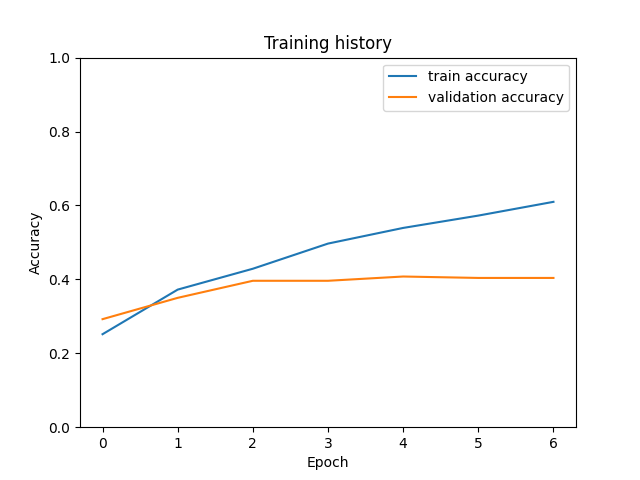 Training history
train accuracy
validation accuracy
Accuracy
1.0
0.8
0.6
0.4
0.2
0.0
0 1 2 3 4 5 6
Epoch